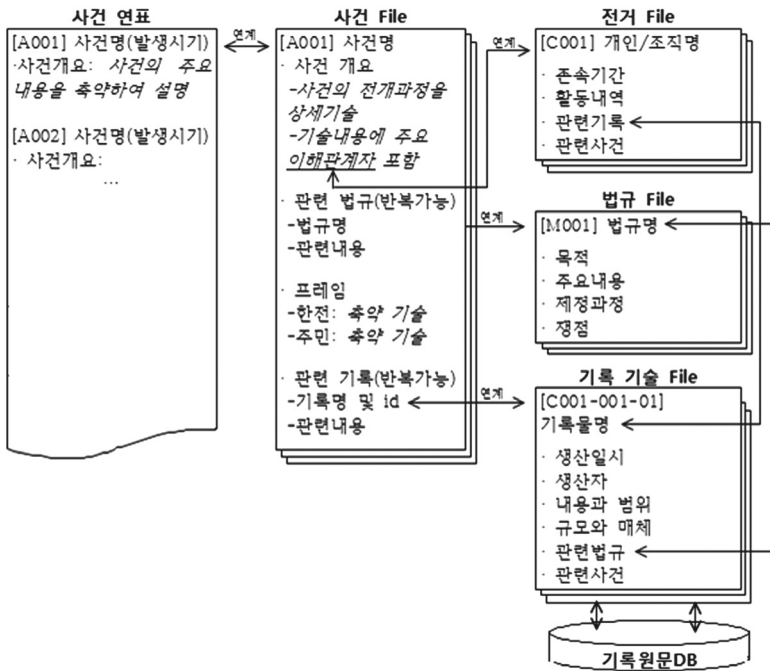 사건 연표
[A001] 사건명(발생시기)
·사건개요: 사건의 주요
내용을 축약하여 설명
[A002] 사건명(발생시기)
· 사건개요:
...
연계
사건 File
[A001] 사건명
· 사건 개요
-사건의 전개과정을
상세기술
-기술내용에 주요
이해관계자 포함
· 관련 법규(반복가능)
-법규명
-관련내용
· 프레임
-한전: 축약 기술
-주민: 축약 기술
· 관련 기록(반복가능)
-기록명 및 id
-관련내용
연계
연계
연계
전거 File
[C001] 개인/조직명
· 존속기간
· 활동내역
· 관련기록
· 관련사건
법규 File
[M001] 법규명
· 목적
· 주요내용
· 제정과정
· 쟁점
기록 기술 File
[C001-001-01]
기록물명
· 생산일시
· 생산자
· 내용과 범위
· 규모와 매체
· 관련법규
· 관련사건
기록원문DB